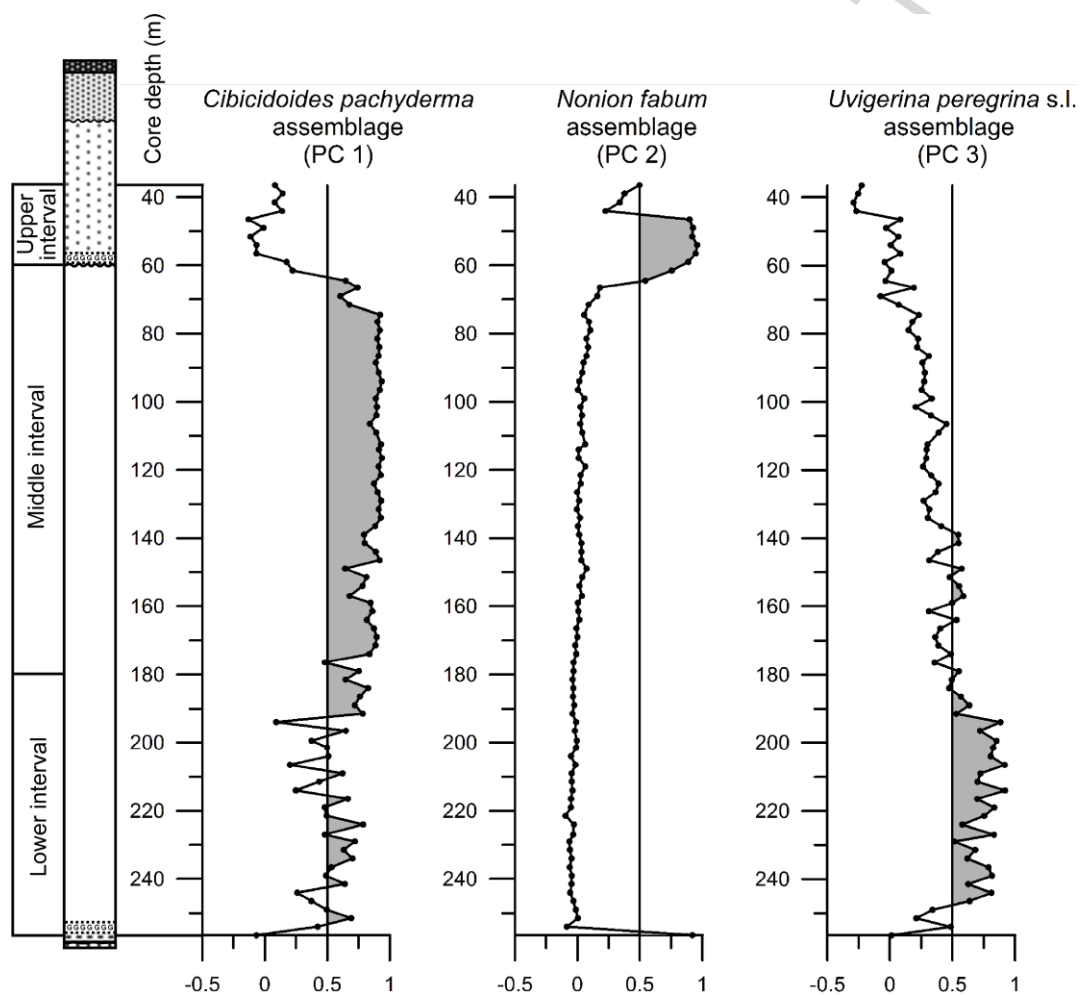 Core depth (m)
Cibicidoides pachyderma
assemblage
(PC 1)
Nonion fabum
assemblage
(PC 2)
Uvigerina peregrina s.l.
assemblage
(PC 3)
Upper
interval
Middle interval
Lower interval
GGGGGGG
GGGGGGG
40
60
80
100
120
140
160
180
200
220
240
40
60
80
100
120
140
160
180
200
220
240
40
60
80
100
120
140
160
180
200
220
240
-0.5 0 0.5 1
-0.5 0 0.5 1
-0.5 0 0.5 1